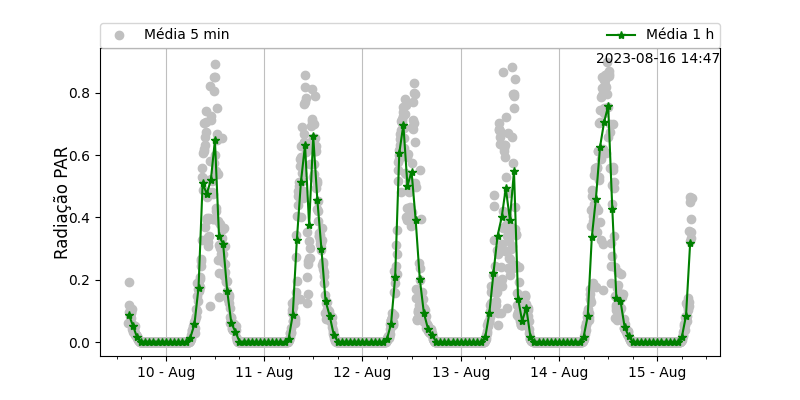 Média 5 min
Média 1 h
2023-08-16 14:47
Radiação PAR
0.8
0.6
0.4
0.2
0.0
10 - Aug
11 - Aug
12 - Aug
13 - Aug
14 - Aug
15 - Aug